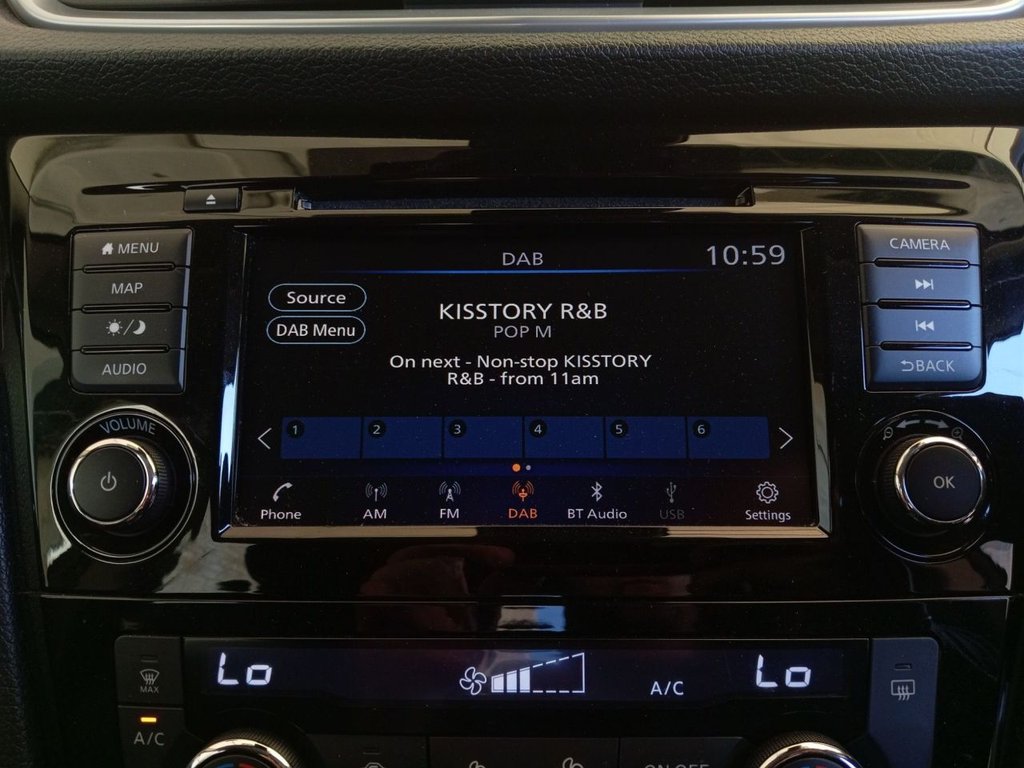 MENU
MAP
AUDIO
VOLUME
DAB
10:59
Source
DAB Menu
KISSTORY R&B
POP M
On next - Non-stop KISSTORY
R&B - from 11am
1 2 3 4 5 6
Phone AM FM DAB BT Audio USB Settings
CAMERA
BACK
OK
MAX
A/C
Lo
A/C
Lo
ON·OFF